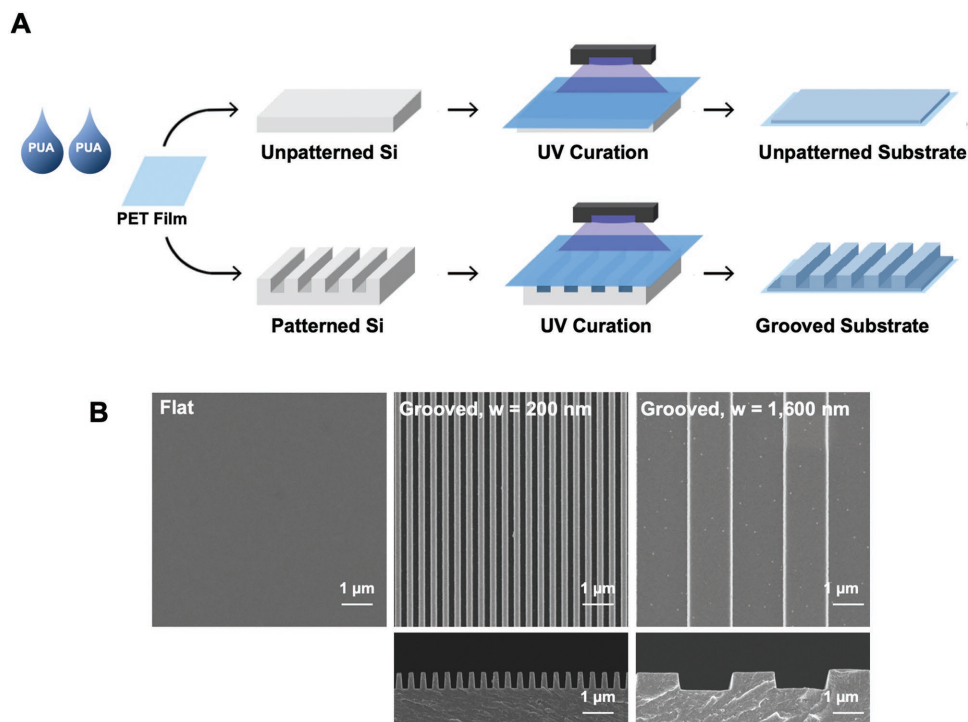 A
PUA PUA
PET Film
Unpatterned Si
UV Curation
Unpatterned Substrate
Patterned Si
UV Curation
Grooved Substrate
B
Flat
Grooved, w = 200 nm
Grooved, w = 1,600 nm
1 µm
1 µm
1 µm
1 µm
1 µm